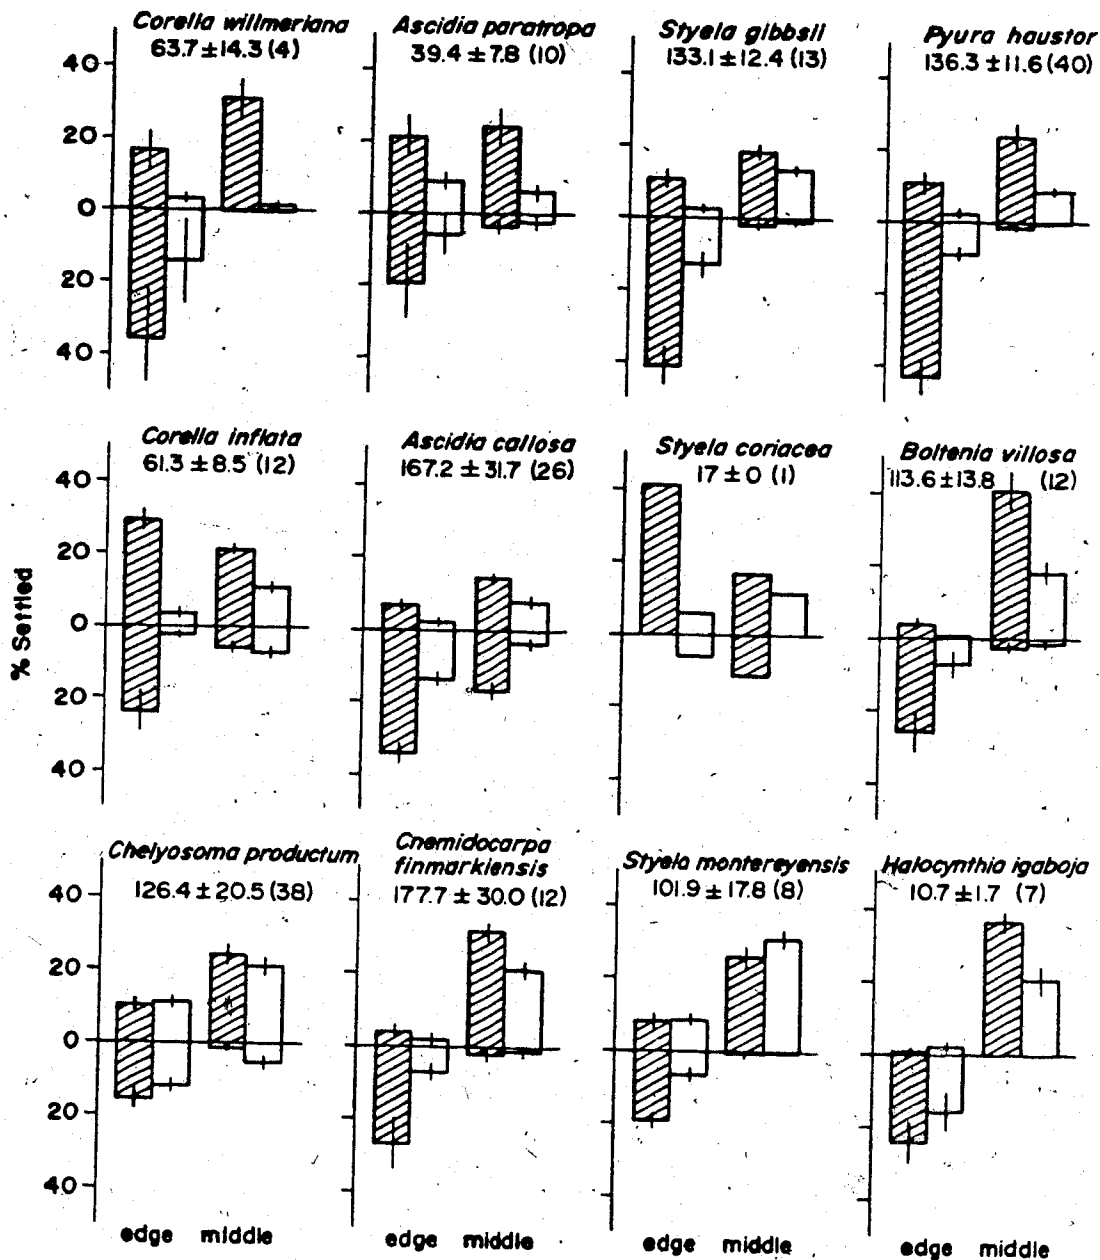 Corella willmeriana
63.7 ± 14.3 (4)
Ascidia paratropa
39.4 ± 7.8 (10)
Styela gibbsii
133.1 ± 12.4 (13)
Pyura haustor
136.3 ± 11.6 (40)
40
20
0
20
40
Corella inflata
61.3 ± 8.5 (12)
Ascidia callosa
167.2 ± 31.7 (26)
Styela coriacea
17 ± 0 (1)
Boltenia villosa
113.6 ± 13.8 (12)
40
20
0
20
40
% Settled
Chelyosoma productum
126.4 ± 20.5 (38)
Cnemidocarpa
finmarkiensis
177.7 ± 30.0 (12)
Styela montereyensis
101.9 ± 17.8 (8)
Halocynthia igaboja
10.7 ± 1.7 (7)
40
20
0
20
40
edge middle
edge middle
edge middle
edge middle